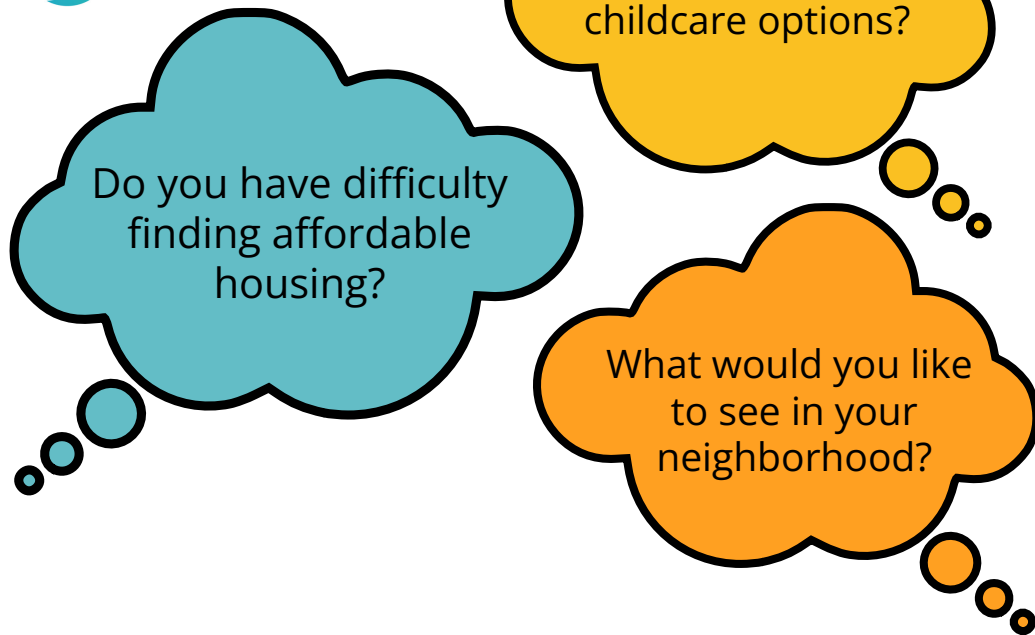 childcare options?
Do you have difficulty
finding affordable
housing?
What would you like
to see in your
neighborhood?